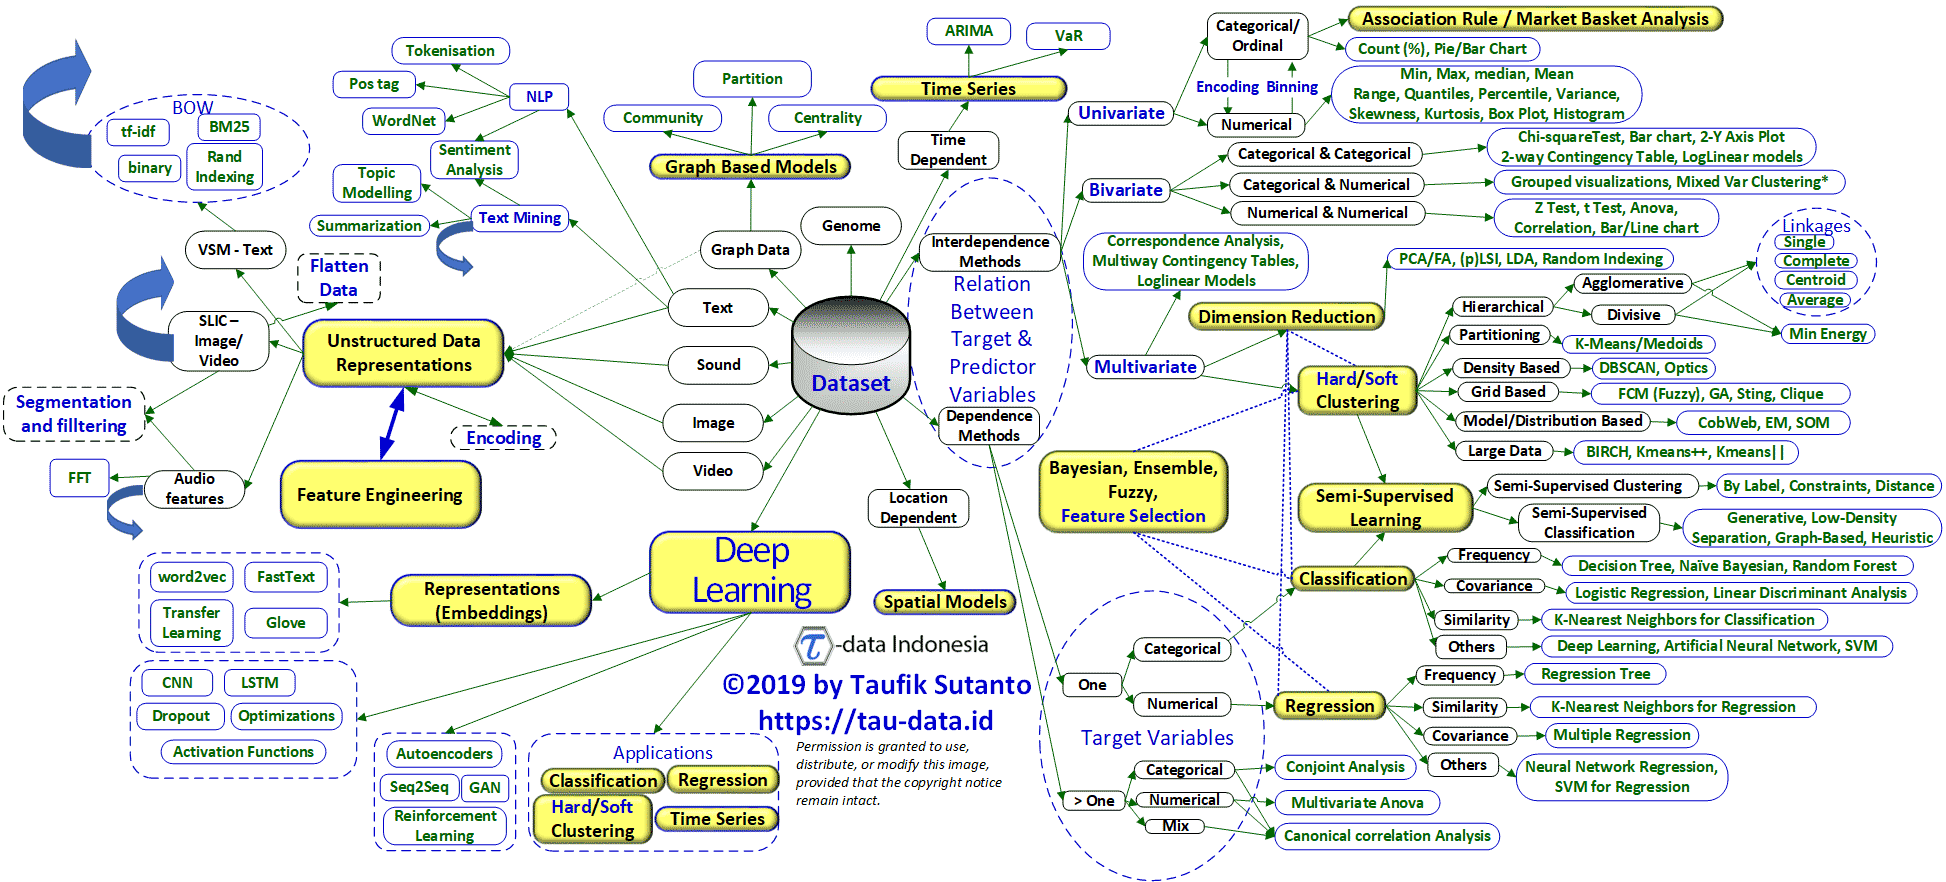 BOW
tf-idf
BM25
binary
Rand
Indexing
Tokenisation
Pos tag
WordNet
NLP
Sentiment
Analysis
Topic
Modelling
Summarization
Text Mining
VSM - Text
Flatten
Data
SLIC –
Image/
Video
Unstructured Data
Representations
Segmentation
and filltering
Encoding
FFT
Audio
features
Feature Engineering
Partition
Community
Centrality
Graph Based Models
Graph Data
Genome
Text
Sound
Image
Video
Dataset
ARIMA
VaR
Time Series
Time
Dependent
Interdependence
Methods
Relation
Between
Target &
Predictor
Variables
Dependence
Methods
Location
Dependent
Spatial Models
Univariate
Categorical/
Ordinal
Encoding
Binning
Numerical
Association Rule / Market Basket Analysis
Count (%), Pie/Bar Chart
Min, Max, median, Mean
Range, Quantiles, Percentile, Variance,
Skewness, Kurtosis, Box Plot, Histogram
Bivariate
Categorical & Categorical
Chi-squareTest, Bar chart, 2-Y Axis Plot
2-way Contingency Table, LogLinear models
Categorical & Numerical
Grouped visualizations, Mixed Var Clustering*
Numerical & Numerical
Z Test, t Test, Anova,
Correlation, Bar/Line chart
Correspondence Analysis,
Multiway Contingency Tables,
Loglinear Models
Multivariate
Dimension Reduction
PCA/FA, (p)LSI, LDA, Random Indexing
Linkages
Single
Complete
Centroid
Average
Min Energy
Hard/Soft
Clustering
Hierarchical
Agglomerative
Divisive
Partitioning
K-Means/Medoids
Density Based
DBSCAN, Optics
Grid Based
FCM (Fuzzy), GA, Sting, Clique
Model/Distribution Based
CobWeb, EM, SOM
Large Data
BIRCH, Kmeans++, Kmeans||
Bayesian, Ensemble,
Fuzzy,
Feature Selection
Semi-Supervised
Learning
Semi-Supervised Clustering
By Label, Constraints, Distance
Semi-Supervised
Classification
Generative, Low-Density
Separation, Graph-Based, Heuristic
Classification
Frequency
Decision Tree, Naïve Bayesian, Random Forest
Covariance
Logistic Regression, Linear Discriminant Analysis
Similarity
K-Nearest Neighbors for Classification
Others
Deep Learning, Artificial Neural Network, SVM
Regression
Frequency
Regression Tree
Similarity
K-Nearest Neighbors for Regression
Covariance
Multiple Regression
Others
Neural Network Regression,
SVM for Regression
One
Categorical
Numerical
Target Variables
> One
Categorical
Numerical
Mix
Conjoint Analysis
Multivariate Anova
Canonical correlation Analysis
Deep
Learning
Representations
(Embeddings)
word2vec
FastText
Transfer
Learning
Glove
CNN
LSTM
Dropout
Optimizations
Activation Functions
Autoencoders
Seq2Seq
GAN
Reinforcement
Learning
Applications
Classification
Regression
Hard/Soft
Clustering
Time Series
τ-data Indonesia
©2019 by Taufik Sutanto
https://tau-data.id
Permission is granted to use,
distribute, or modify this image,
provided that the copyright notice
remain intact.